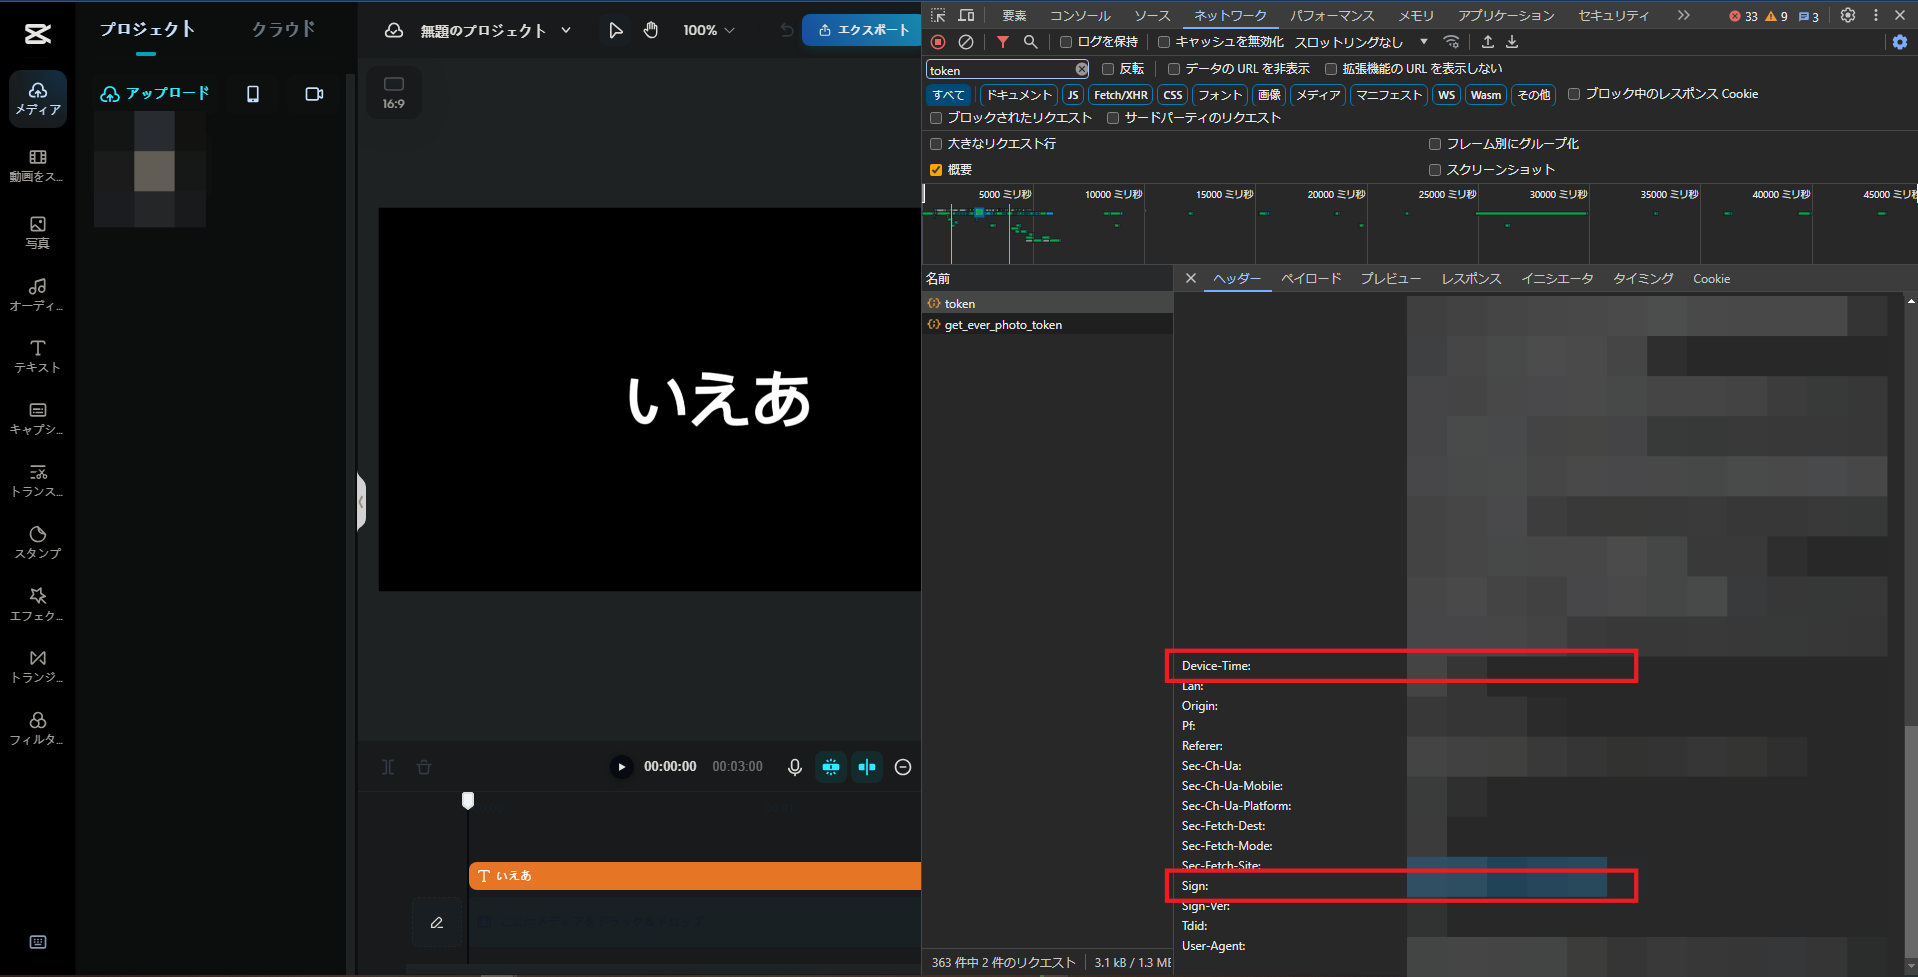 プロジェクト
クラウド
無題のプロジェクト
100%
エクスポート
メディア
アップロード
16:9
動画をス...
写真
オーディ...
テキスト
キャプシ...
トランス...
スタンプ
エフェク...
トランジ...
フィルタ...
いえあ
00:00:00
00:03:00
いえあ
要素
コンソール
ソース
ネットワーク
パフォーマンス
メモリ
アプリケーション
セキュリティ
33
9
3
ログを保持
キャッシュを無効化
スロットリングなし
token
反転
データの URL を非表示
拡張機能の URL を表示しない
すべて
ドキュメント
JS
Fetch/XHR
CSS
フォント
画像
メディア
マニフェスト
WS
Wasm
その他
ブロック中のレスポンス Cookie
ブロックされたリクエスト
サードパーティのリクエスト
大きなリクエスト行
フレーム別にグループ化
概要
スクリーンショット
5000 ミリ秒
10000 ミリ秒
15000 ミリ秒
20000 ミリ秒
25000 ミリ秒
30000 ミリ秒
35000 ミリ秒
40000 ミリ秒
45000 ミリ秒
名前
ヘッダー
ペイロード
プレビュー
レスポンス
イニシエータ
タイミング
Cookie
token
get_ever_photo_token
Device-Time:
Lan:
Origin:
Pf:
Referer:
Sec-Ch-Ua:
Sec-Ch-Ua-Mobile:
Sec-Ch-Ua-Platform:
Sec-Fetch-Dest:
Sec-Fetch-Mode:
Sec-Fetch-Site:
Sign:
Sign-Ver:
Tdid:
User-Agent:
363 件中 2 件のリクエスト
3.1 kB / 1.3 ME